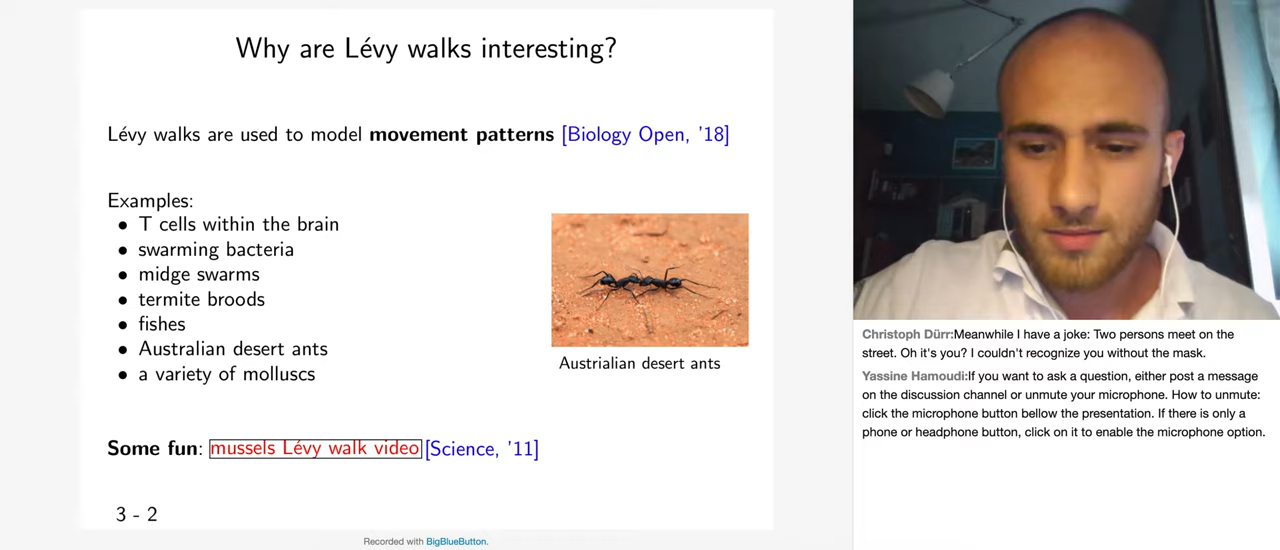 Why are Lévy walks interesting?
Lévy walks are used to model movement patterns [Biology Open, '18]
Examples:
• T cells within the brain
• swarming bacteria
• midge swarms
• termite broods
• fishes
• Australian desert ants
• a variety of molluscs
Austrialian desert ants
Some fun: mussels Lévy walk video [Science, '11]
3 - 2
Recorded with BigBlueButton.
Christoph Dürr:Meanwhile I have a joke: Two persons meet on the
street. Oh it's you? I couldn't recognize you without the mask.
Yassine Hamoudi:If you want to ask a question, either post a message
on the discussion channel or unmute your microphone. How to unmute:
click the microphone button bellow the presentation. If there is only a
phone or headphone button, click on it to enable the microphone option.